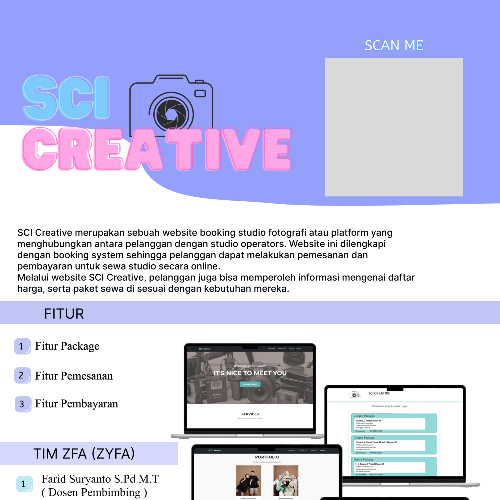 SCAN ME
SCI
CREATIVE
SCI Creative merupakan sebuah website booking studio fotografi atau platform yang
menghubungkan antara pelanggan dengan studio operators. Website ini dilengkapi
dengan booking system sehingga pelanggan dapat melakukan pemesanan dan
pembayaran untuk sewa studio secara online.
Melalui website SCI Creative, pelanggan juga bisa memperoleh informasi mengenai daftar
harga, serta paket sewa di sesuai dengan kebutuhan mereka.
FITUR
1 Fitur Package
2 Fitur Pemesanan
3 Fitur Pembayaran
IT'S NICE TO MEET YOU
SERVICES
SCI CREATIVE
TIM ZFA (ZYFA)
PORTFOLIO
1 Farid Suryanto S.Pd M.T
( Dosen Pembimbing )